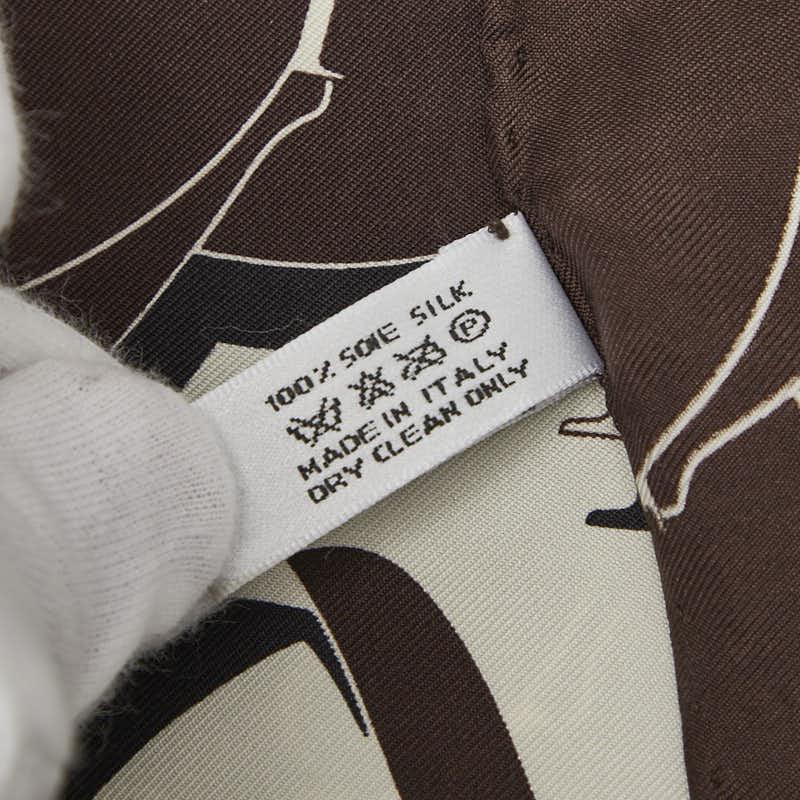 100% SOIE SILK
P
MADE IN ITALY
DRY CLEAN ONLY